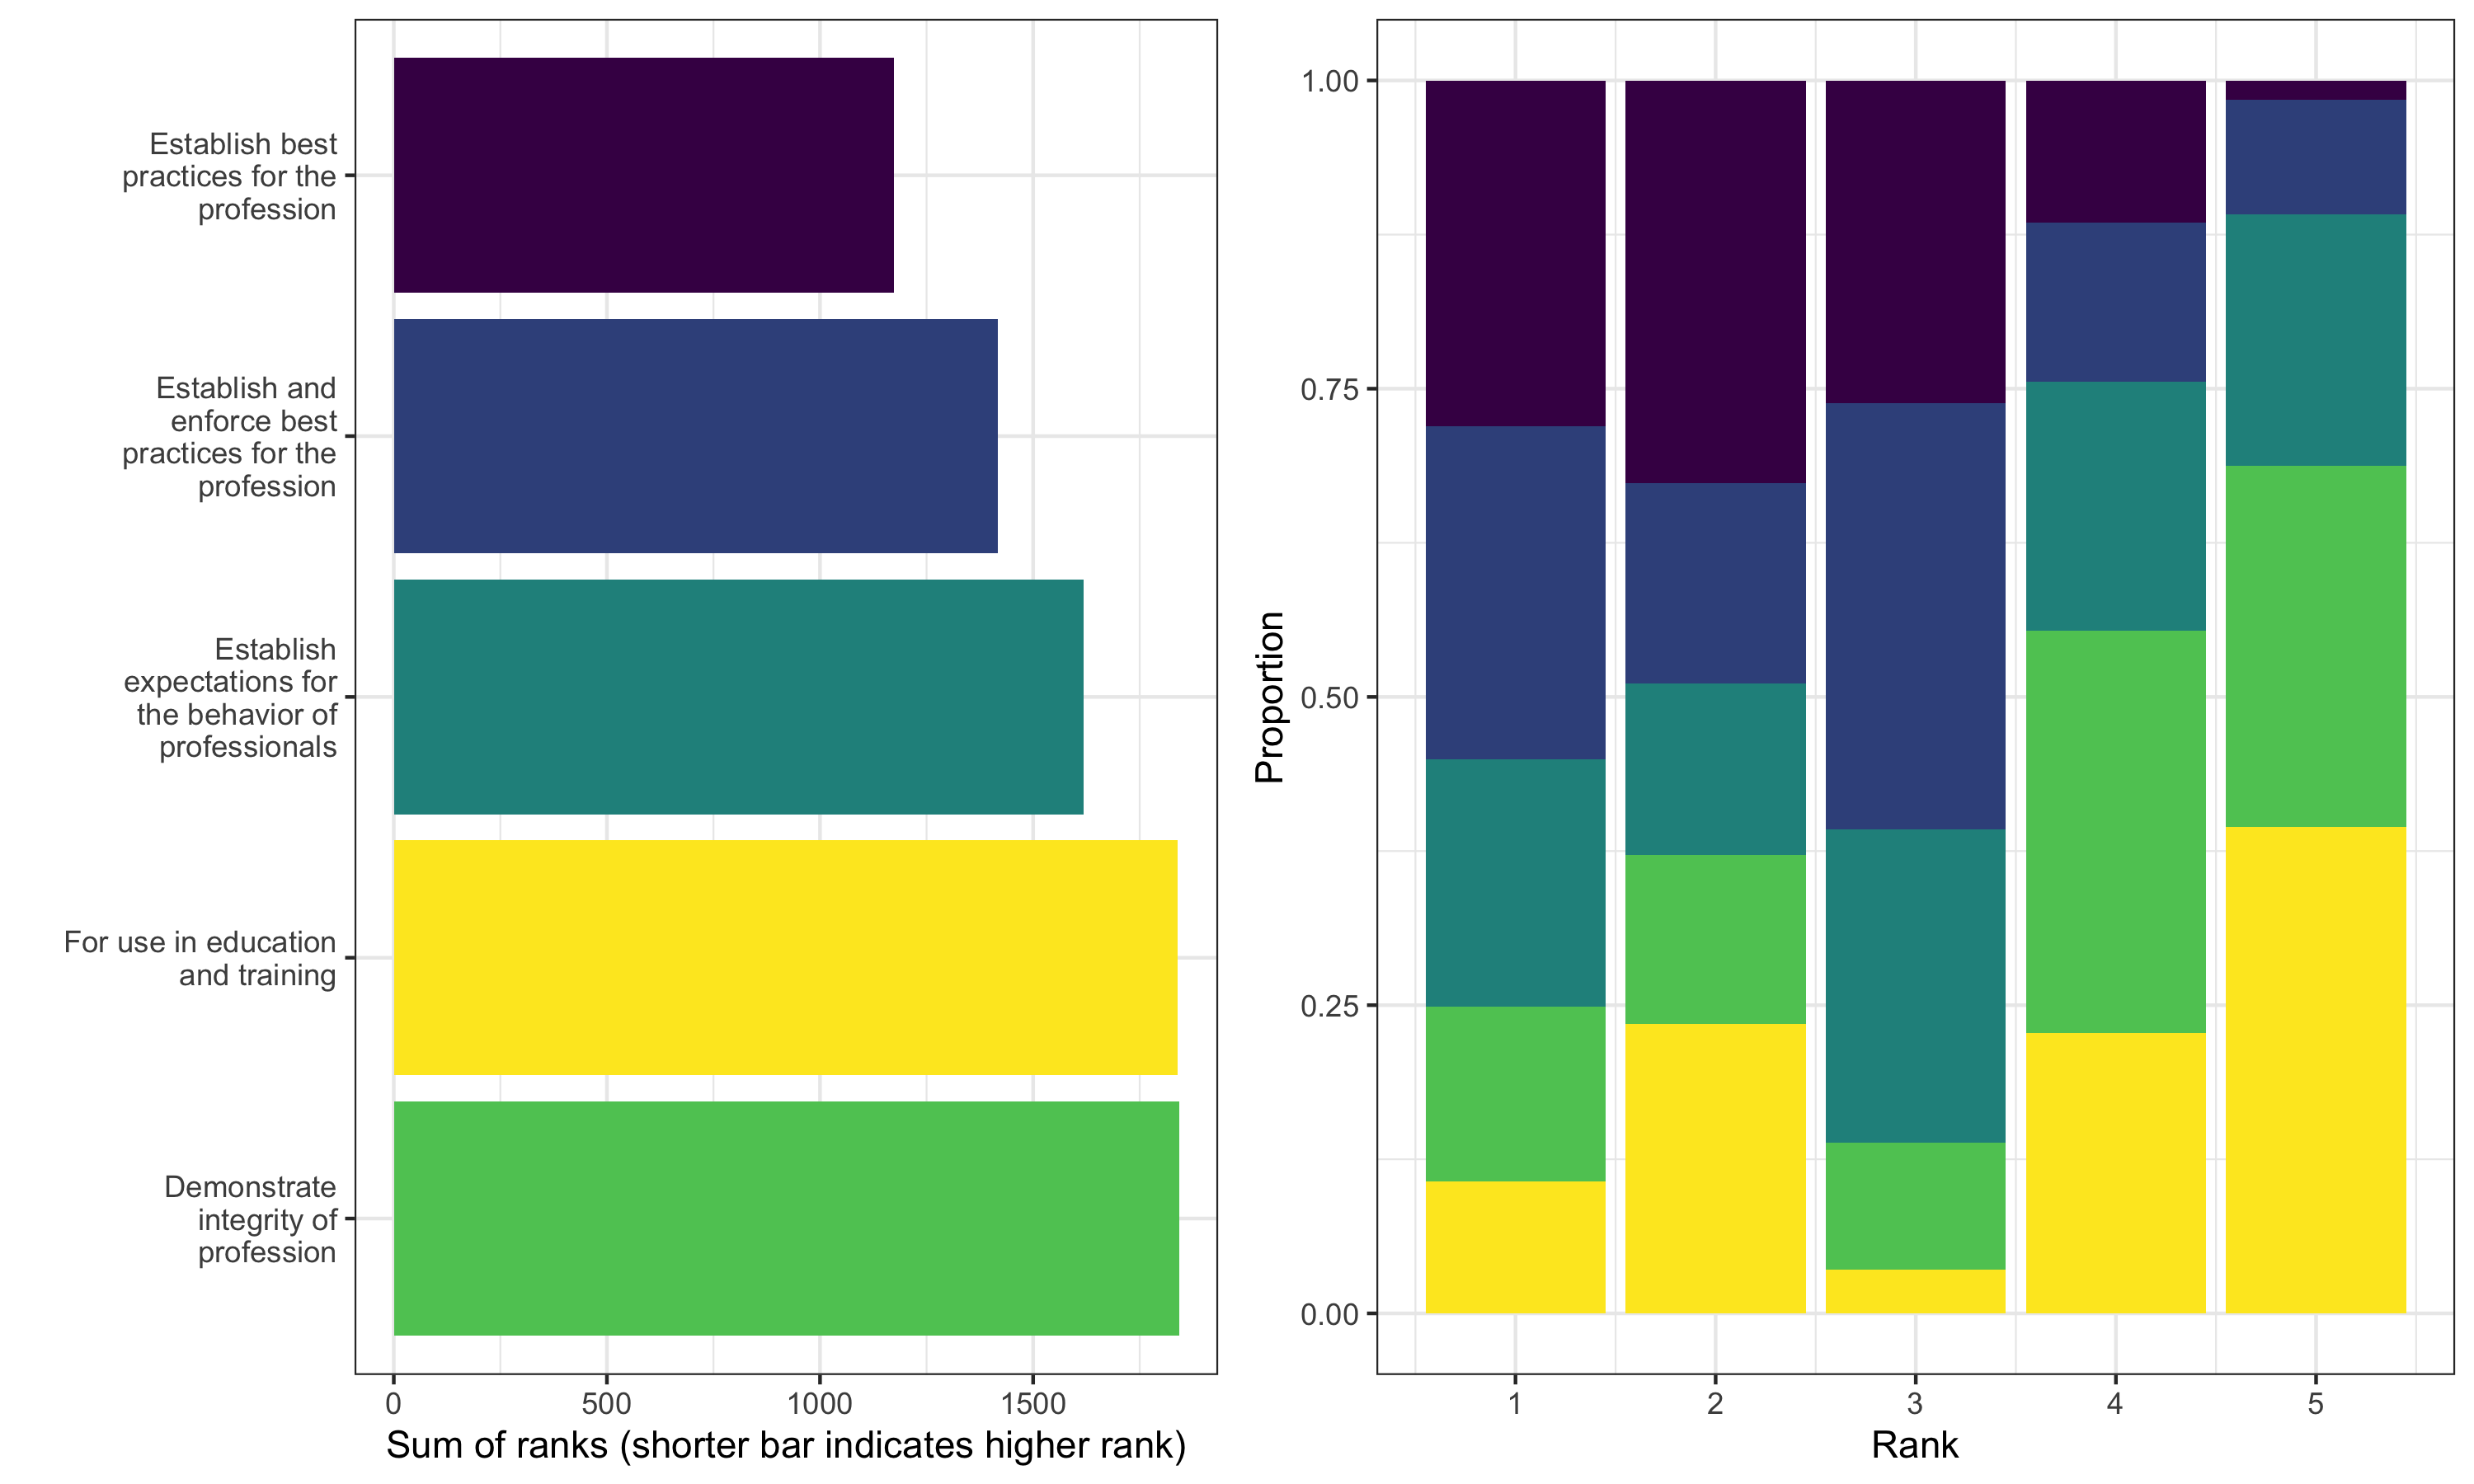 Establish best
practices for the
profession
Establish and
enforce best
practices for the
profession
Establish
expectations for
the behavior of
professionals
For use in education
and training
Demonstrate
integrity of
profession
0
500
1000
1500
Sum of ranks (shorter bar indicates higher rank)
Proportion
1.00
0.75
0.50
0.25
0.00
1
2
3
4
5
Rank